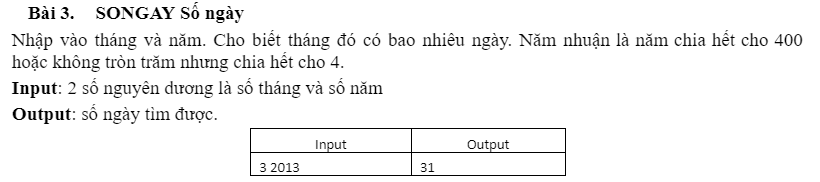 Bài 3. SONGAY Số ngày
Nhập vào tháng và năm. Cho biết tháng đó có bao nhiêu ngày. Năm nhuận là năm chia hết cho 400
hoặc không tròn trăm nhưng chia hết cho 4.
Input: 2 số nguyên dương là số tháng và số năm
Output: số ngày tìm được.
Input Output
3 2013 31